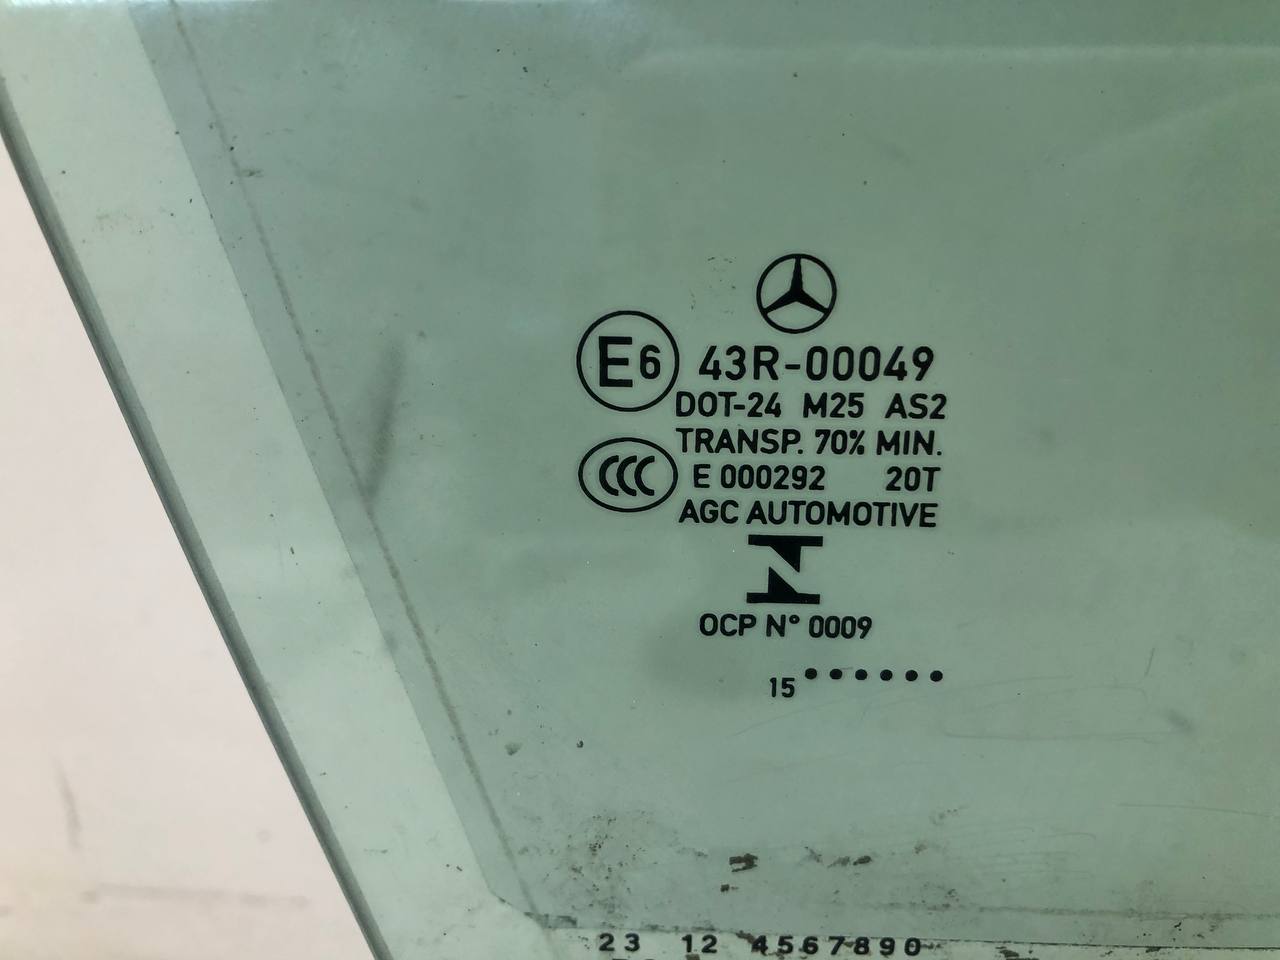 E6 43R-00049
DOT-24 M25 AS2
TRANSP. 70% MIN.
CCC E 000292 20T
AGC AUTOMOTIVE
OCP N° 0009
15 ••••••
23 12 4567890